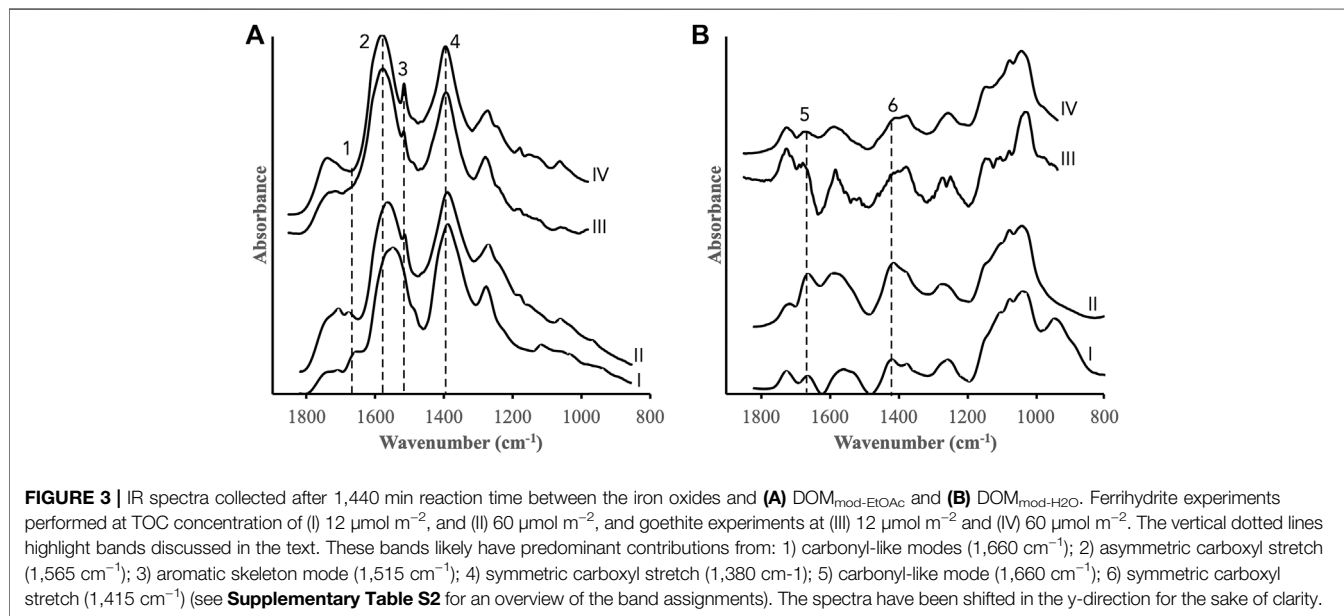 A
B
2
4
3
1
IV
III
II
I
5
6
IV
III
II
I
Absorbance
Absorbance
1800 1600 1400 1200 1000 800
1800 1600 1400 1200 1000 800
Wavenumber (cm-1)
Wavenumber (cm-1)
FIGURE 3 | IR spectra collected after 1,440 min reaction time between the iron oxides and (A) DOMmod-EtOAc and (B) DOMmod-H2O. Ferrihydrite experiments
performed at TOC concentration of (I) 12 µmol m−2, and (II) 60 µmol m−2, and goethite experiments at (III) 12 µmol m−2 and (IV) 60 µmol m−2. The vertical dotted lines
highlight bands discussed in the text. These bands likely have predominant contributions from: 1) carbonyl-like modes (1,660 cm−1); 2) asymmetric carboxyl stretch
(1,565 cm−1); 3) aromatic skeleton mode (1,515 cm−1); 4) symmetric carboxyl stretch (1,380 cm-1); 5) carbonyl-like mode (1,660 cm−1); 6) symmetric carboxyl
stretch (1,415 cm−1) (see Supplementary Table S2 for an overview of the band assignments). The spectra have been shifted in the y-direction for the sake of clarity.